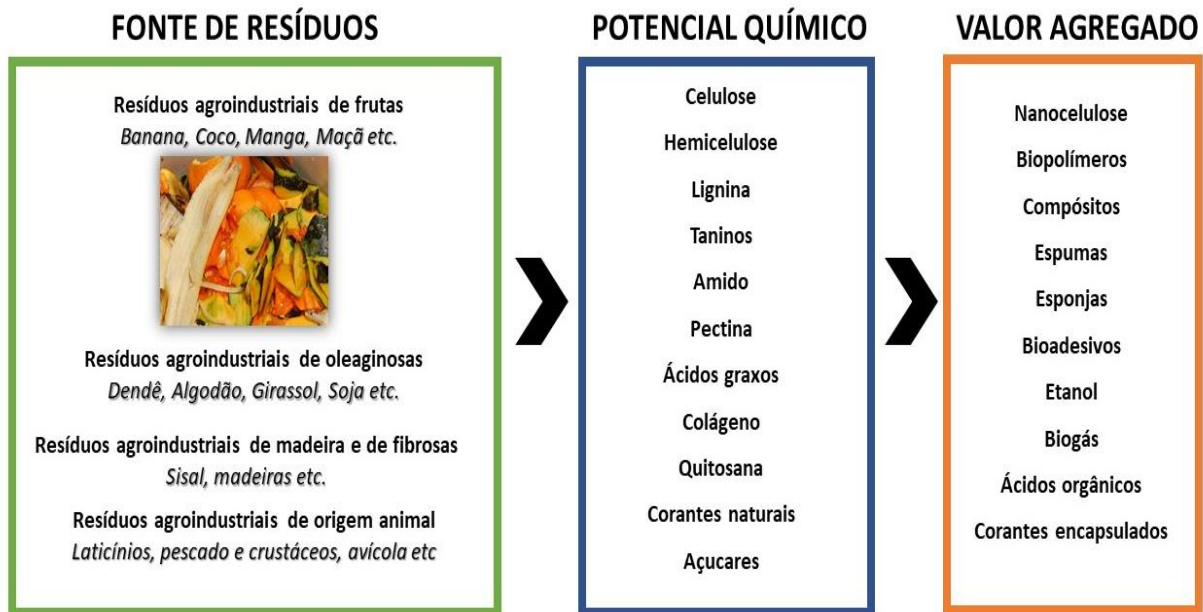 FONTE DE RESÍDUOS
Resíduos agroindustriais de frutas
Banana, Coco, Manga, Maçã etc.
Resíduos agroindustriais de oleaginosas
Dendê, Algodão, Girassol, Soja etc.
Resíduos agroindustriais de madeira e de fibrosas
Sisal, madeiras etc.
Resíduos agroindustriais de origem animal
Laticínios, pescado e crustáceos, avícola etc
POTENCIAL QUÍMICO
Celulose
Hemicelulose
Lignina
Taninos
Amido
Pectina
Ácidos graxos
Colágeno
Quitosana
Corantes naturais
Açucares
VALOR AGREGADO
Nanocelulose
Biopolímeros
Compósitos
Espumas
Esponjas
Bioadesivos
Etanol
Biogás
Ácidos orgânicos
Corantes encapsulados